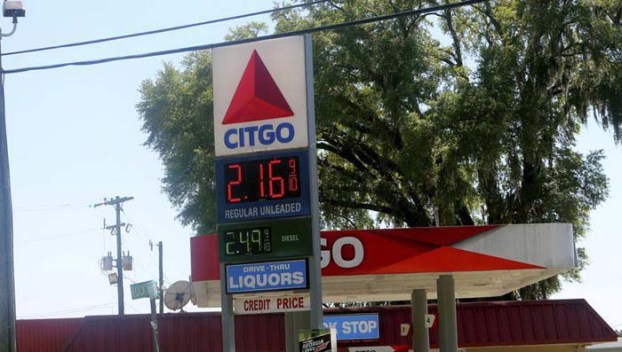 CITGO
2.16 9/10
REGULAR UNLEADED
2.49 9/10 DIESEL
DRIVE-THRU
LIQUORS
CREDIT PRICE
GO
K STOP